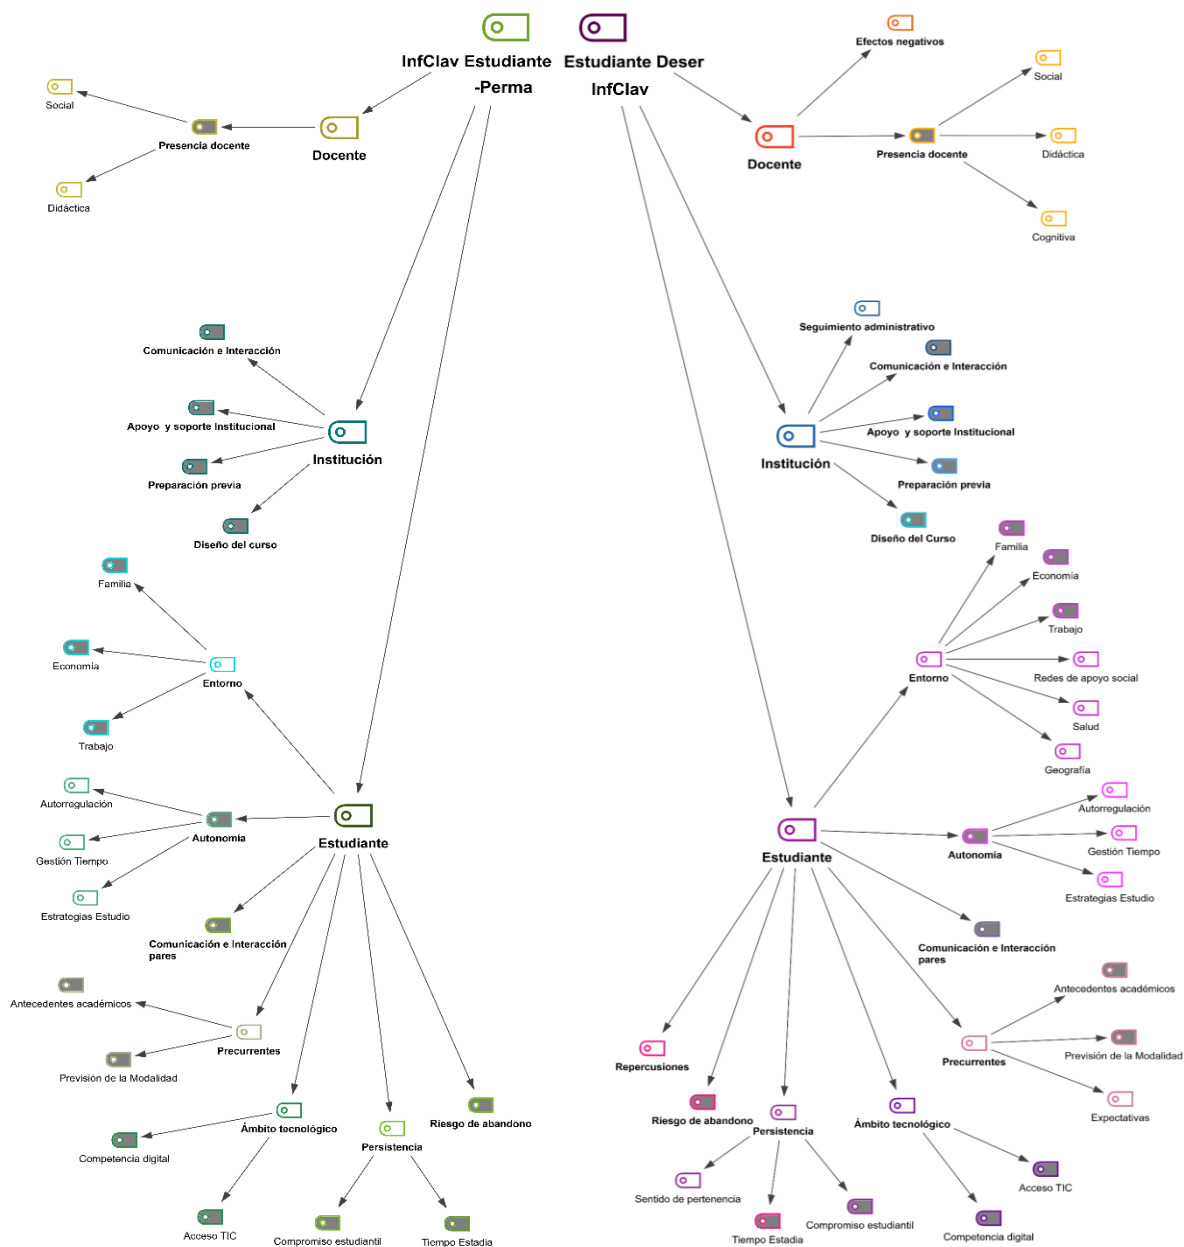 InfClav Estudiante
-Perma
Docente
Presencia docente
Social
Didáctica
Institución
Comunicación e Interacción
Apoyo y soporte Institucional
Preparación previa
Diseño del curso
Familia
Economía
Entorno
Trabajo
Autorregulación
Autonomía
Gestión Tiempo
Estrategias Estudio
Estudiante
Comunicación e Interacción
pares
Antecedentes académicos
Precurrentes
Previsión de la Modalidad
Ámbito tecnológico
Competencia digital
Acceso TIC
Persistencia
Compromiso estudiantil
Tiempo Estadia
Riesgo de abandono
Estudiante Deser
InfClav
Efectos negativos
Docente
Presencia docente
Social
Didáctica
Cognitiva
Seguimiento administrativo
Comunicación e Interacción
Apoyo y soporte Institucional
Institución
Preparación previa
Diseño del Curso
Familia
Economía
Trabajo
Entorno
Redes de apoyo social
Salud
Geografía
Autorregulación
Autonomía
Gestión Tiempo
Estrategias Estudio
Estudiante
Comunicación e Interacción
pares
Antecedentes académicos
Precurrentes
Previsión de la Modalidad
Expectativas
Repercusiones
Riesgo de abandono
Persistencia
Ámbito tecnológico
Sentido de pertenencia
Tiempo Estadia
Compromiso estudiantil
Acceso TIC
Competencia digital